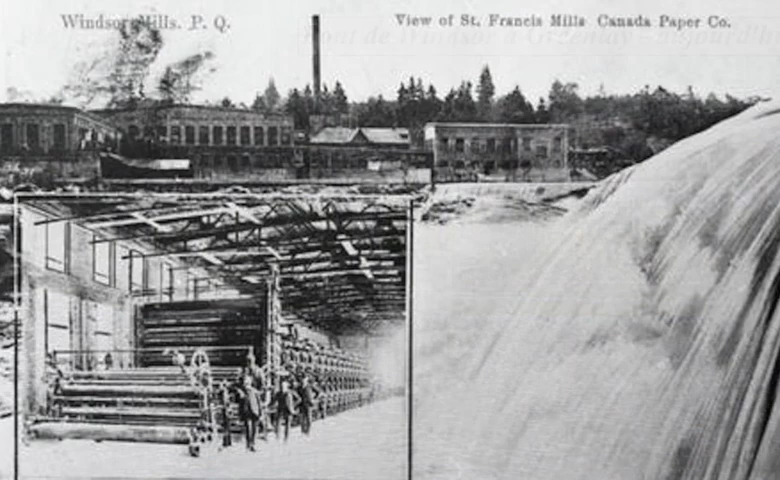 Windsor Mills. P. Q.
View of St. Francis Mills Canada Paper Co.